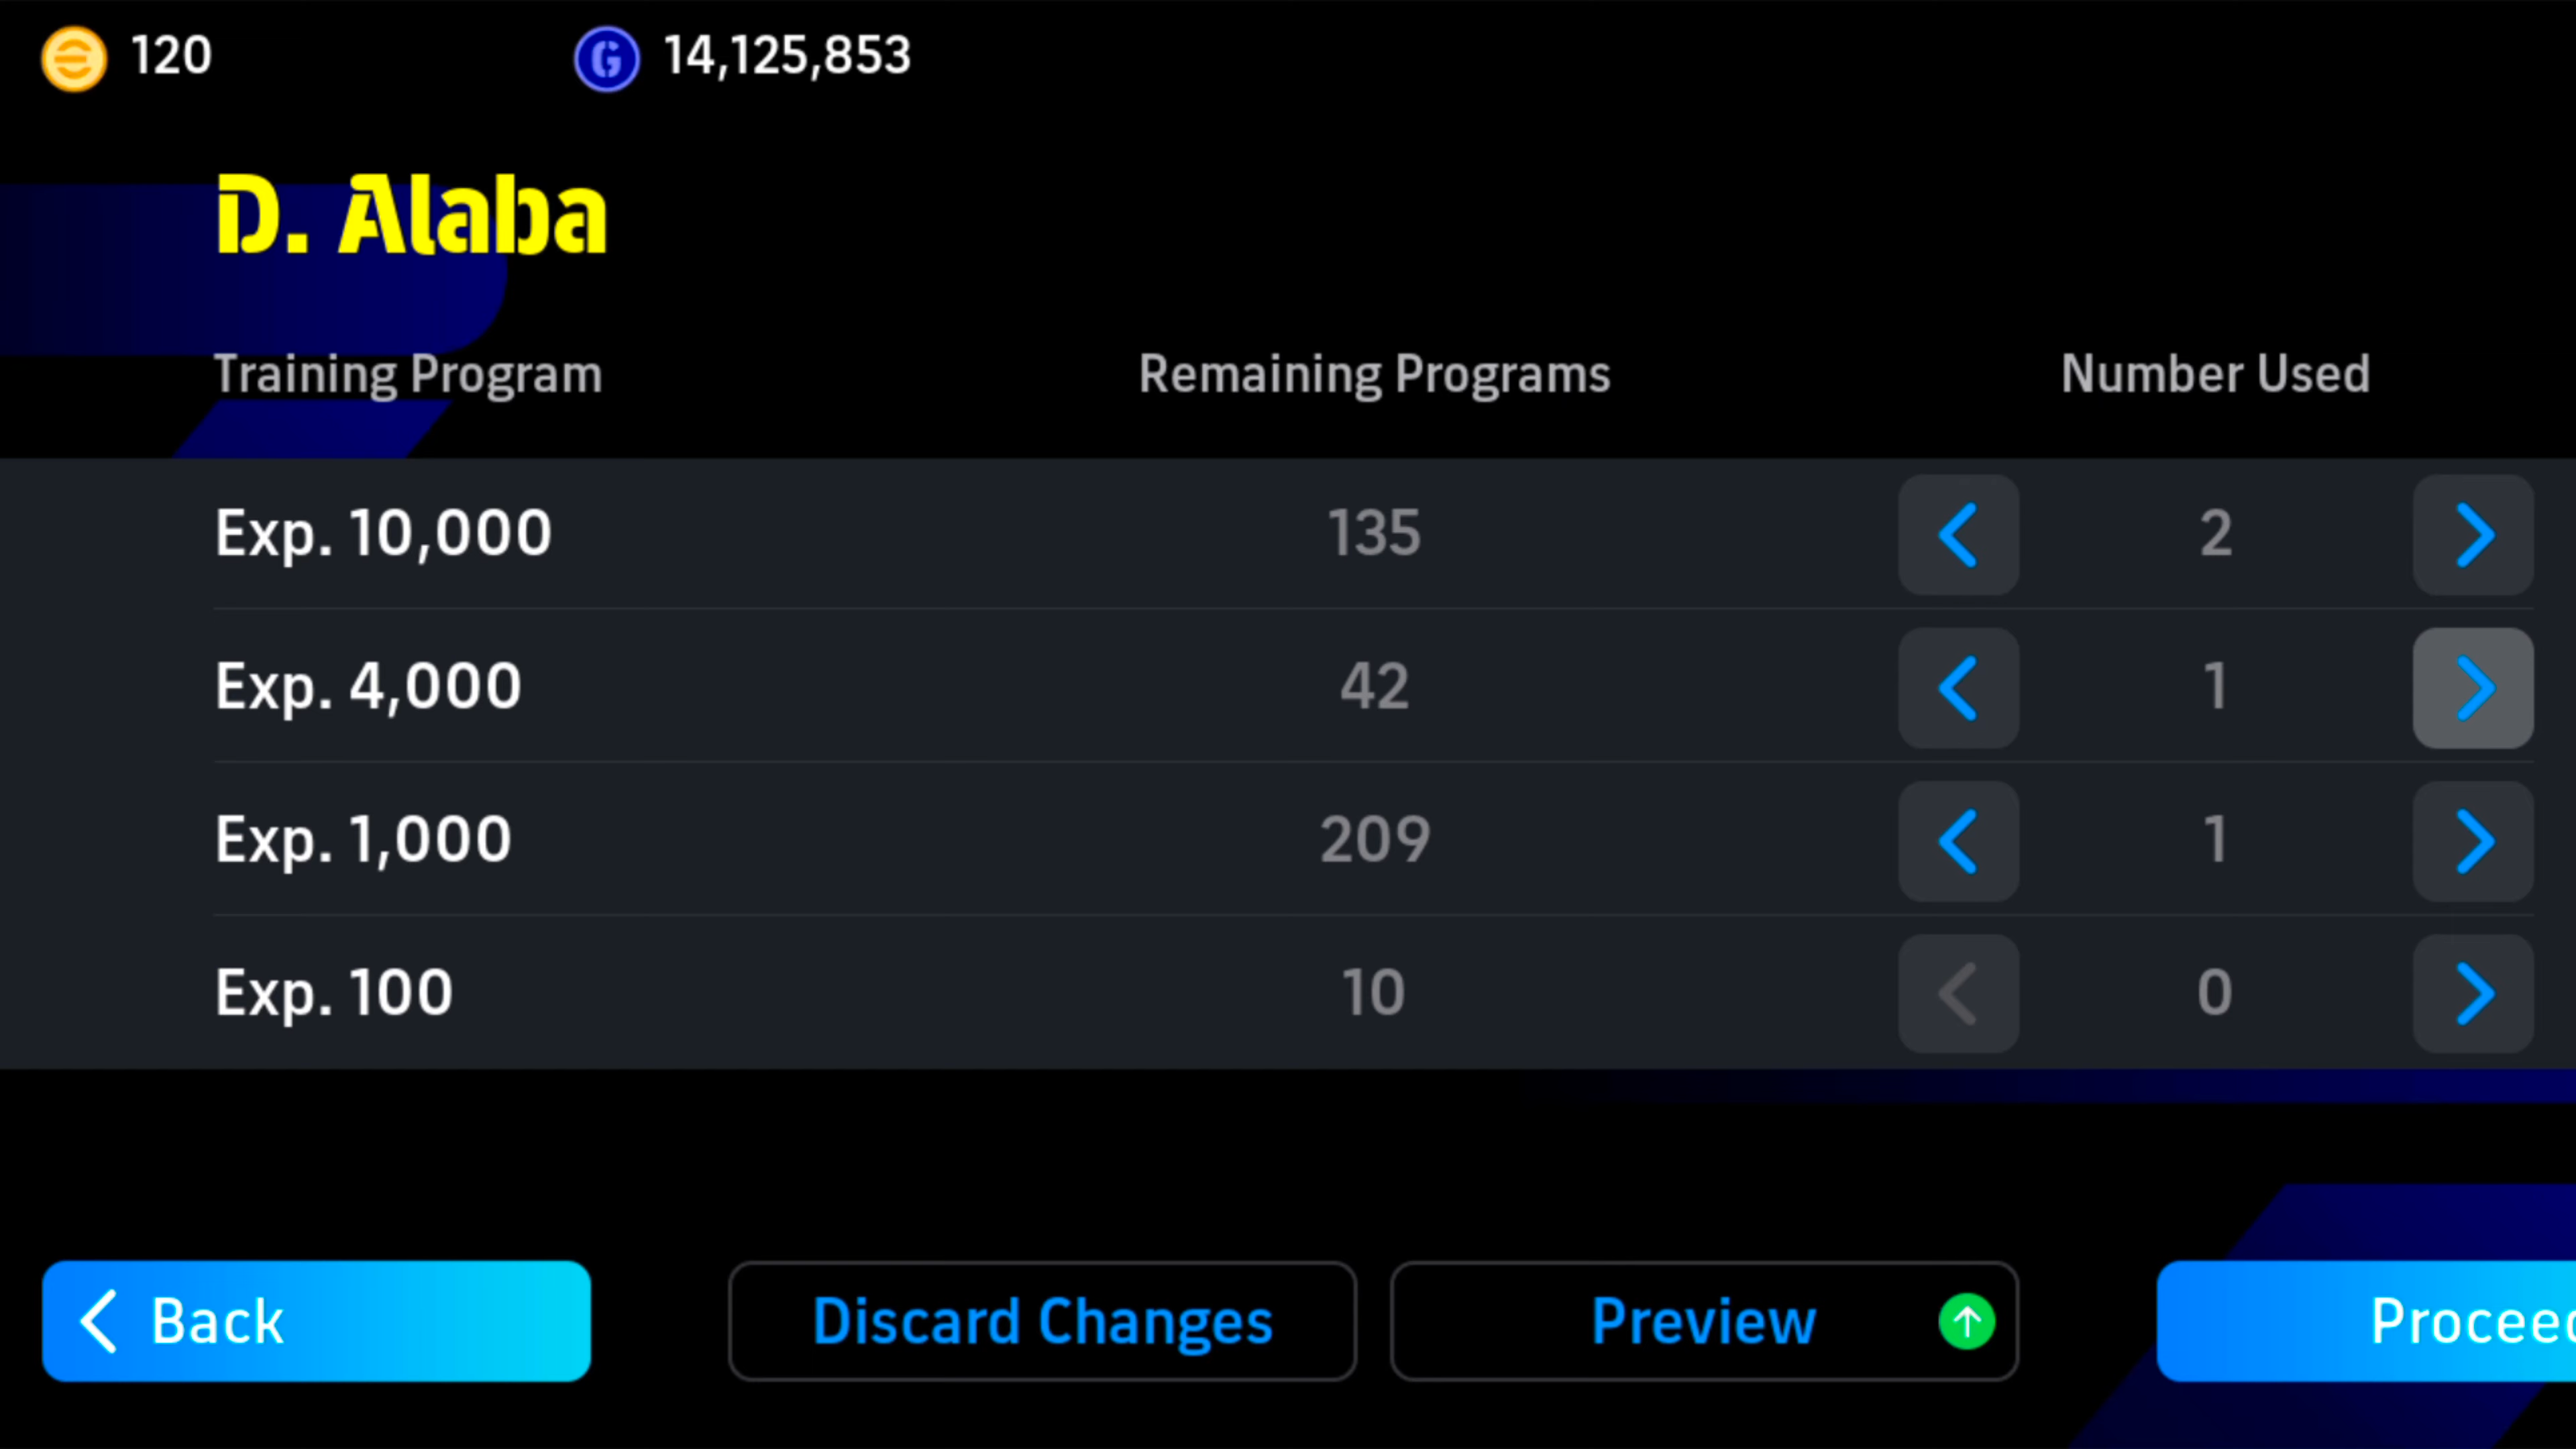 120 14,125,853
D. Alaba
Training Program Remaining Programs Number Used
Exp. 10,000 135 2
Exp. 4,000 42 1
Exp. 1,000 209 1
Exp. 100 10 0
Back Discard Changes Preview Proceed